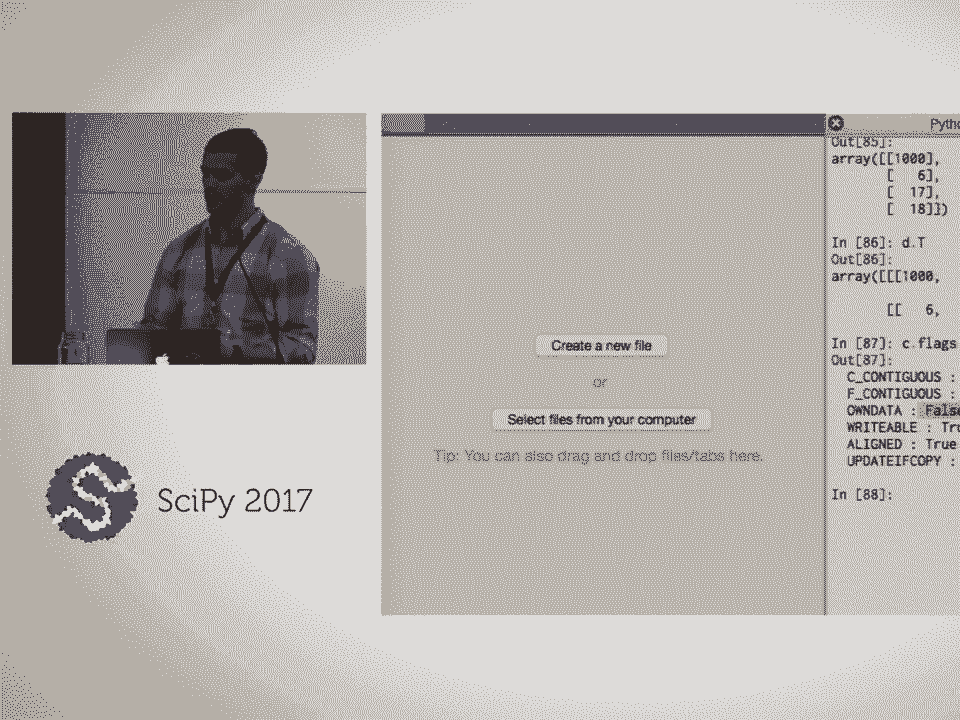 SciPy 2017
Create a new file
or
Select files from your computer
Tip: You can also drag and drop files/tabs here.
Out[85]:
array([[1000],
[ 6],
[ 17],
[ 18]])
In [86]: d.T
Out[86]:
array([[[1000,
[[ 6,
In [87]: c.flags
Out[87]:
C_CONTIGUOUS :
F_CONTIGUOUS :
OWNDATA : False
WRITEABLE : Tru
ALIGNED : True
UPDATEIFCOPY :
In [88]: